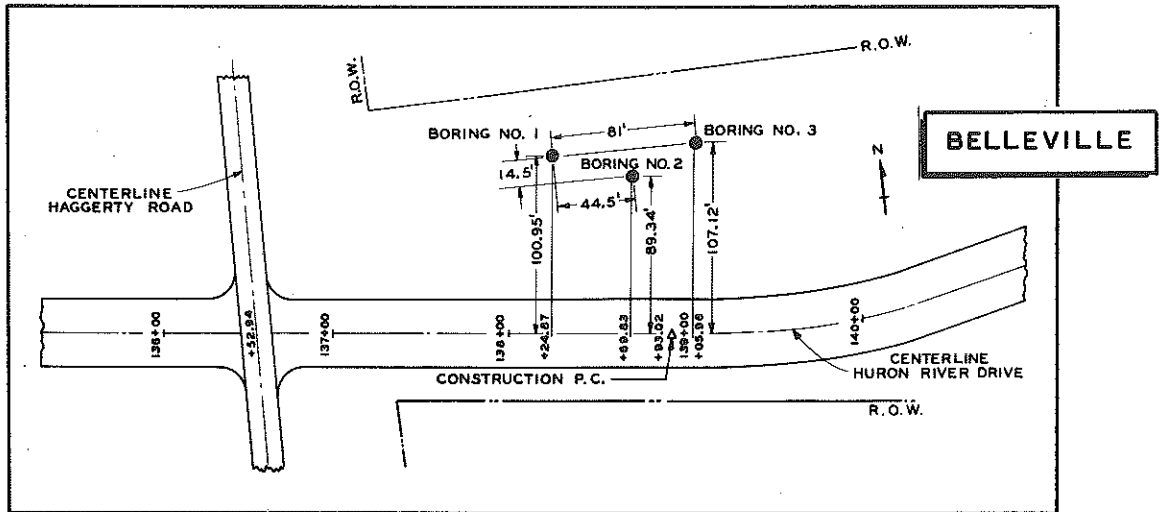 R.O.W.
R.O.W.
BORING NO. 1
81'
BORING NO. 3
BELLEVILLE
14.5'
BORING NO. 2
N
CENTERLINE
HAGGERTY ROAD
44.5'
100.95'
89.34'
107.12'
136+00
+52.94
137+00
138+00
+24.87
+69.83
+93.02
139+00
+05.96
140+00
CONSTRUCTION P.C.
CENTERLINE
HURON RIVER DRIVE
R.O.W.